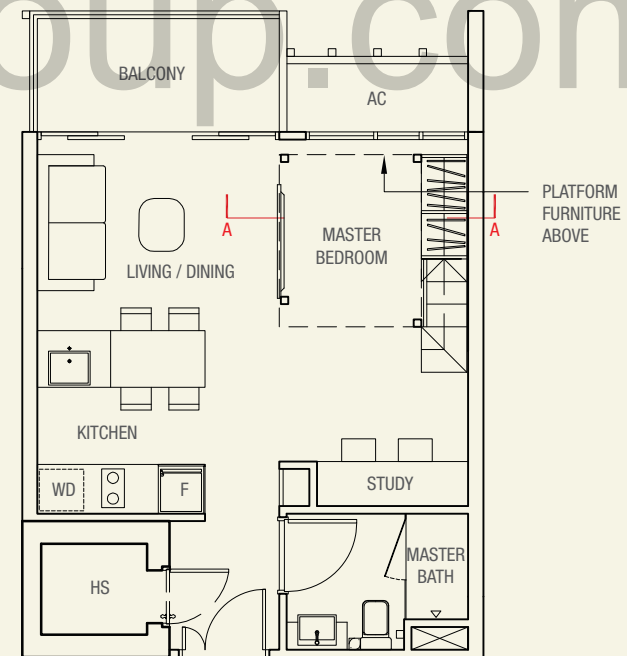 oup.com
BALCONY
AC
PLATFORM
FURNITURE
ABOVE
A
A
MASTER
BEDROOM
LIVING / DINING
KITCHEN
WD
F
STUDY
HS
MASTER
BATH